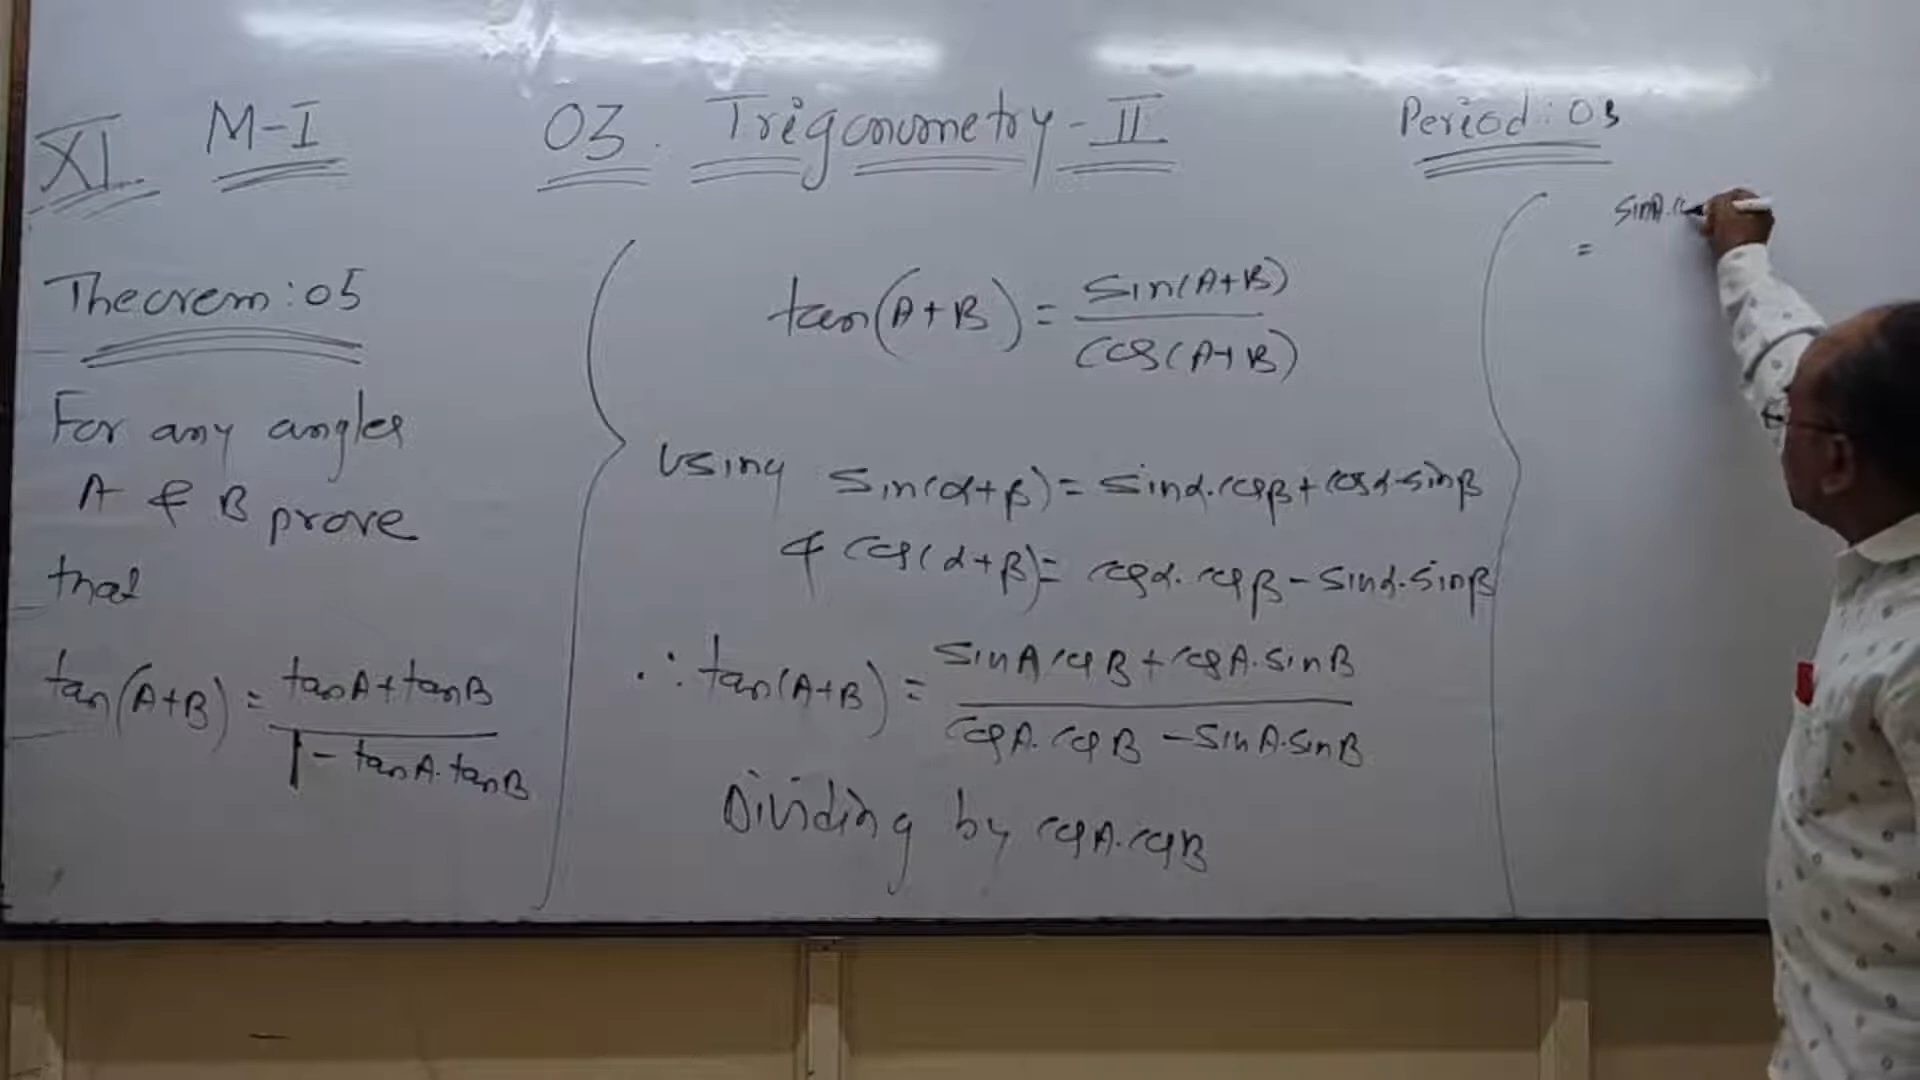 XI M-I 03. Trigonometry-II Period: 03
Theorem: 05
For any angles
A & B prove
that
tan(A+B) = tanA+tanB / 1 - tanA.tanB
tan(A+B) = sin(A+B) / cos(A+B)
Using sin(α+β) = sinα.cosβ + cosα.sinβ
& cos(α+β) = cosα.cosβ - sinα.sinβ
∴ tan(A+B) = sinA cosB + cosA.sinB / cosA.cosB - sinA.sinB
Dividing by cosA.cosB
= sinA.